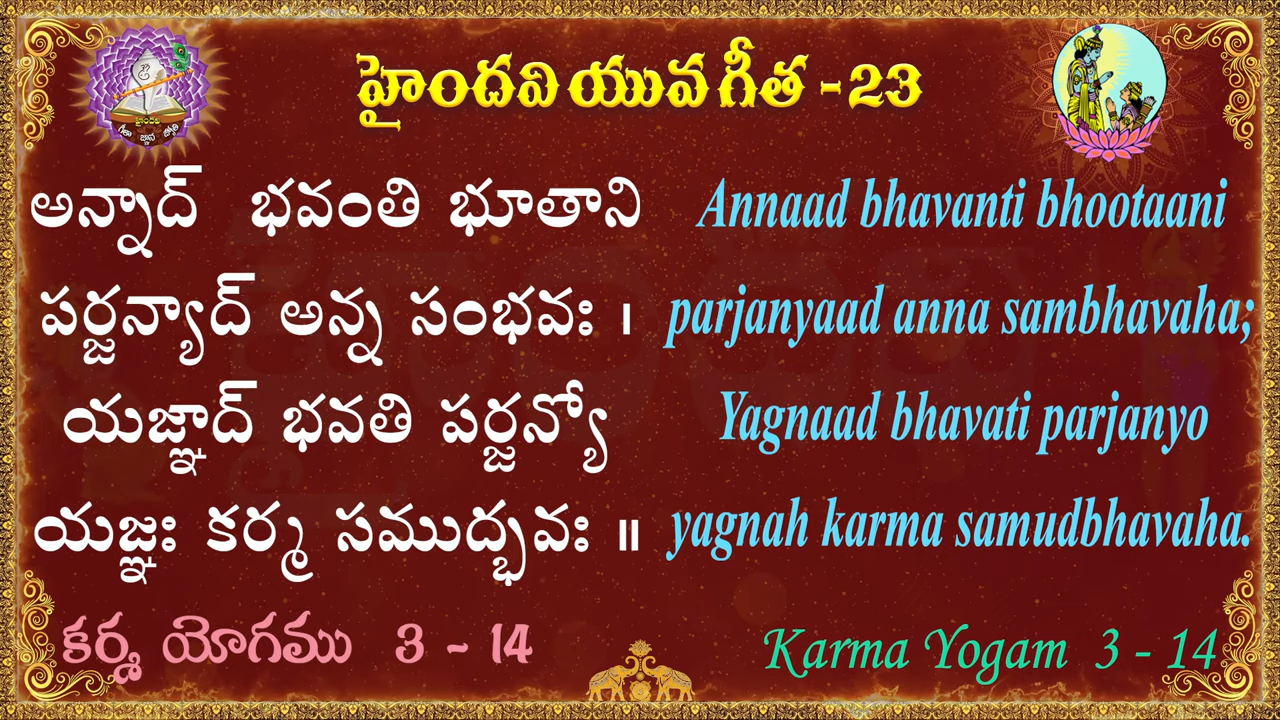 హైందవి యువ గీత - 23
హైందవి
గీతా జ్ఞాన జ్యోతి
అన్నాద్ భవంతి భూతాని
Annaad bhavanti bhootaani
పర్జన్యాద్ అన్న సంభవః ।
parjanyaad anna sambhavaha;
యజ్ఞాద్ భవతి పర్జన్యో
Yagnaad bhavati parjanyo
యజ్ఞః కర్మ సముద్భవః ॥
yagnah karma samudbhavaha.
కర్మ యోగము 3 - 14
Karma Yogam 3 - 14